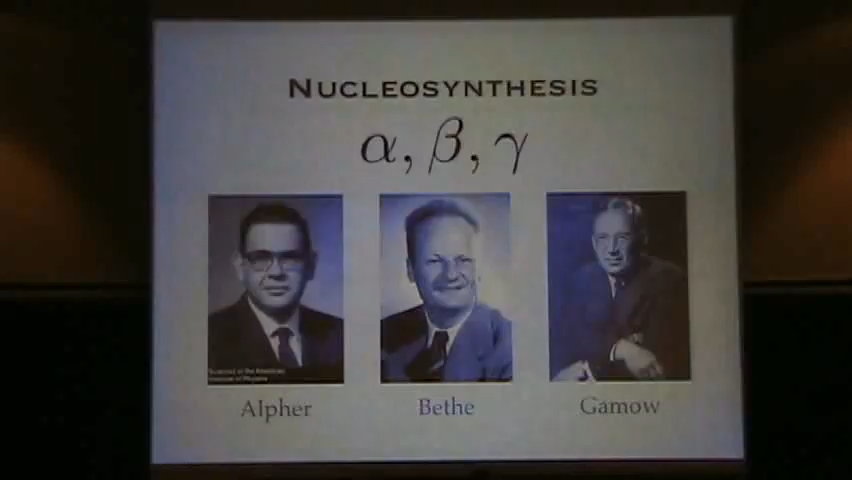 NUCLEOSYNTHESIS
α, β, γ
Alpher
Bethe
Gamow